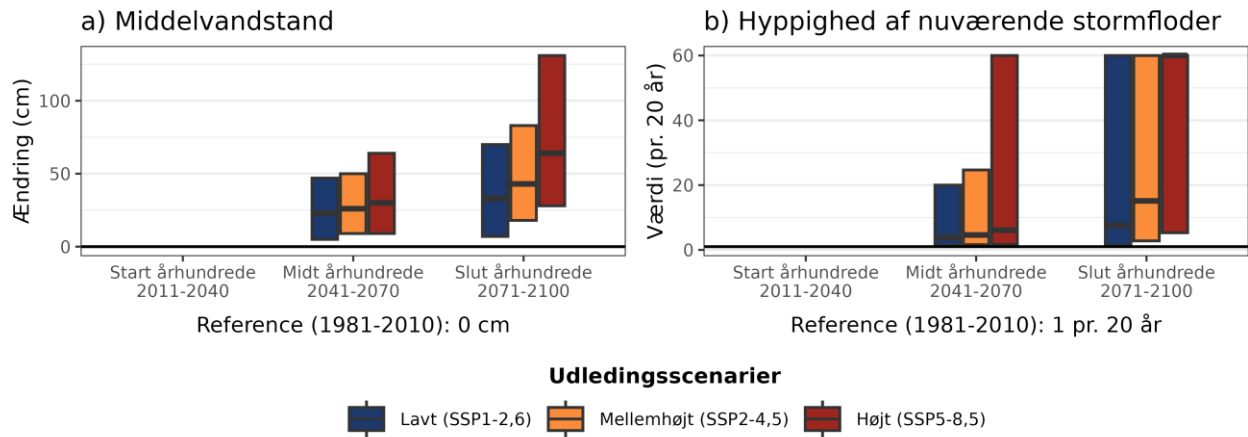 a) Middelvandstand
Ændring (cm)
100
50
0
Start århundrede
2011-2040
Midt århundrede
2041-2070
Slut århundrede
2071-2100
Reference (1981-2010): 0 cm
b) Hyppighed af nuværende stormfloder
Værdi (pr. 20 år)
60
40
20
0
Start århundrede
2011-2040
Midt århundrede
2041-2070
Slut århundrede
2071-2100
Reference (1981-2010): 1 pr. 20 år
Udledingsscenarier
Lavt (SSP1-2,6)
Mellemhøjt (SSP2-4,5)
Højt (SSP5-8,5)